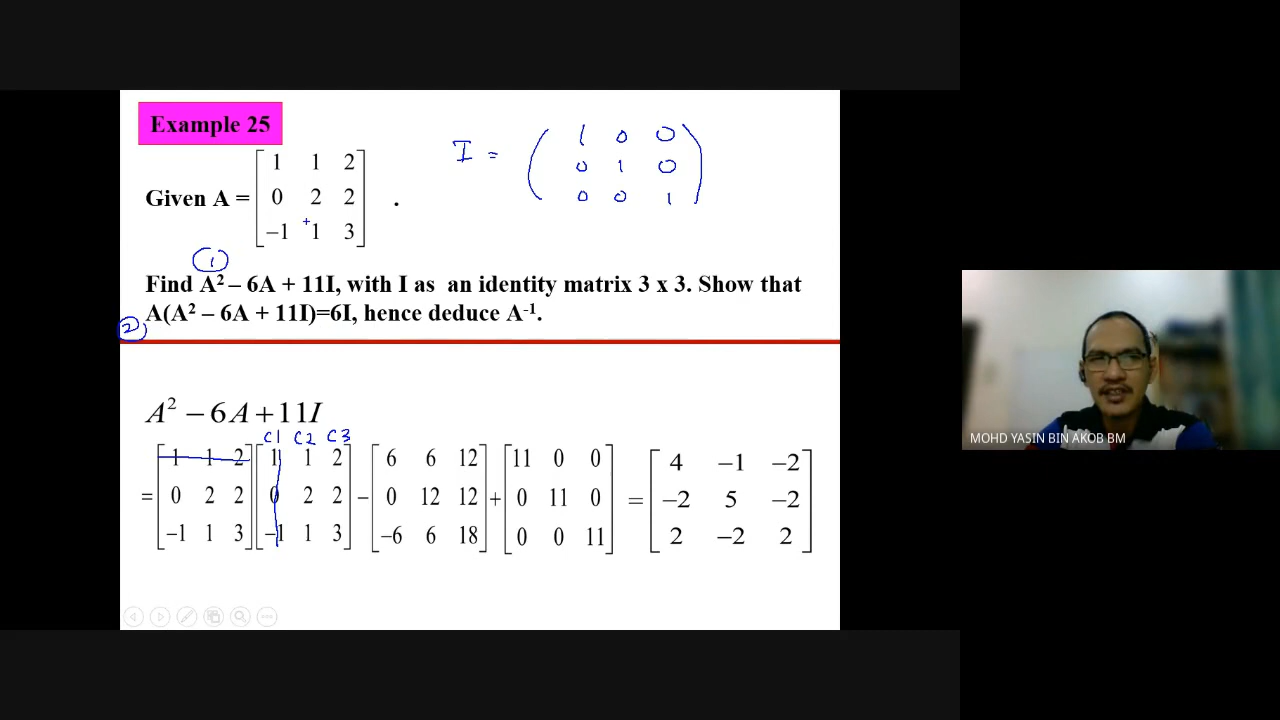 Example 25
I = ( 1 0 0
0 1 0
0 0 1 )
Given A = [ 1 1 2
0 2 2 .
−1 +1 3 ]
①
Find A² – 6A + 11I, with I as an identity matrix 3 x 3. Show that
② A(A² – 6A + 11I)=6I, hence deduce A⁻¹.
A² − 6A + 11I
C1 C2 C3
= [ 1 1 2 ] [ 1 1 2 ] − [ 6 6 12 ] + [ 11 0 0 ] = [ 4 −1 −2 ]
[ 0 2 2 ] [ 0 2 2 ] [ 0 12 12 ] [ 0 11 0 ] [ −2 5 −2 ]
[ −1 1 3 ] [ −1 1 3 ] [ −6 6 18 ] [ 0 0 11 ] [ 2 −2 2 ]
MOHD YASIN BIN AKOB BM